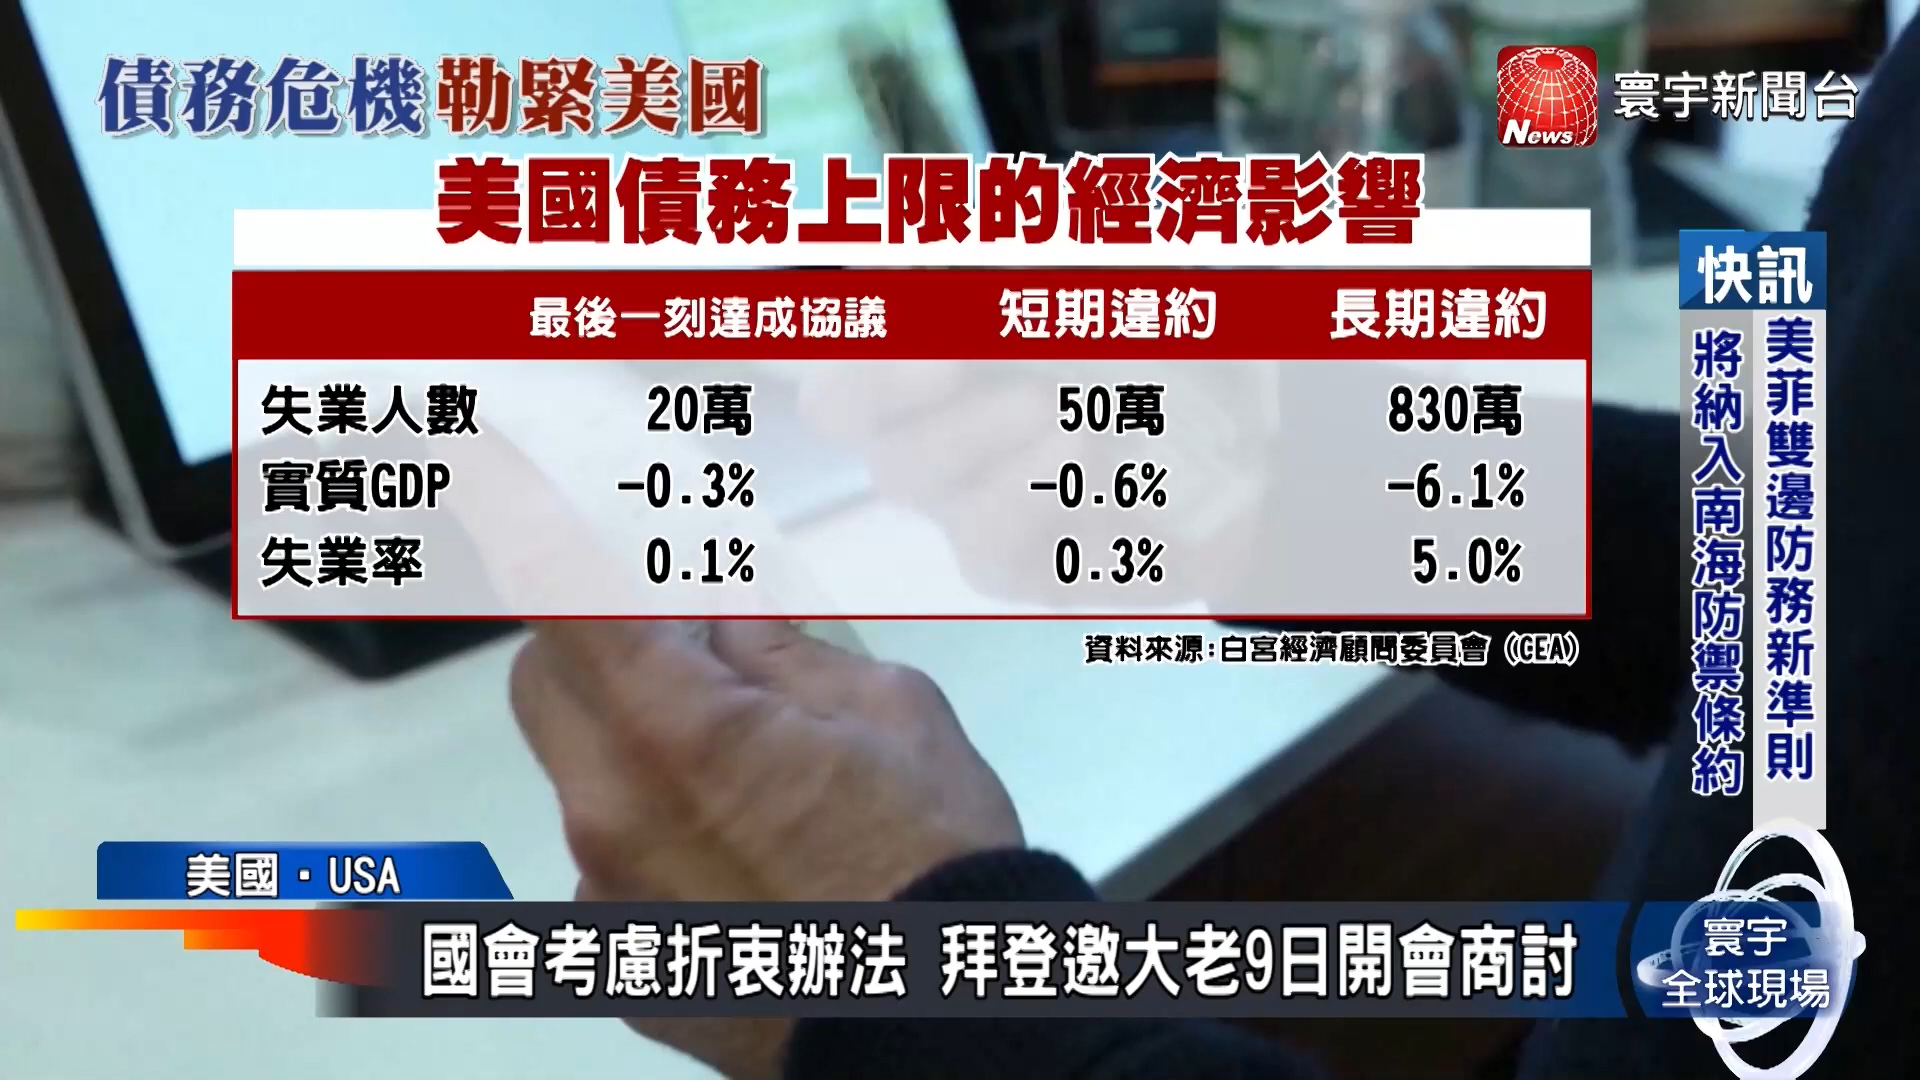 債務危機勒緊美國
News
寰宇新聞台
美國債務上限的經濟影響
最後一刻達成協議 短期違約 長期違約
失業人數 20萬 50萬 830萬
實質GDP -0.3% -0.6% -6.1%
失業率 0.1% 0.3% 5.0%
資料來源:白宮經濟顧問委員會 (CEA)
快訊
美菲雙邊防務新準則
將納入南海防禦條約
美國·USA
國會考慮折衷辦法 拜登邀大老9日開會商討
寰宇
全球現場